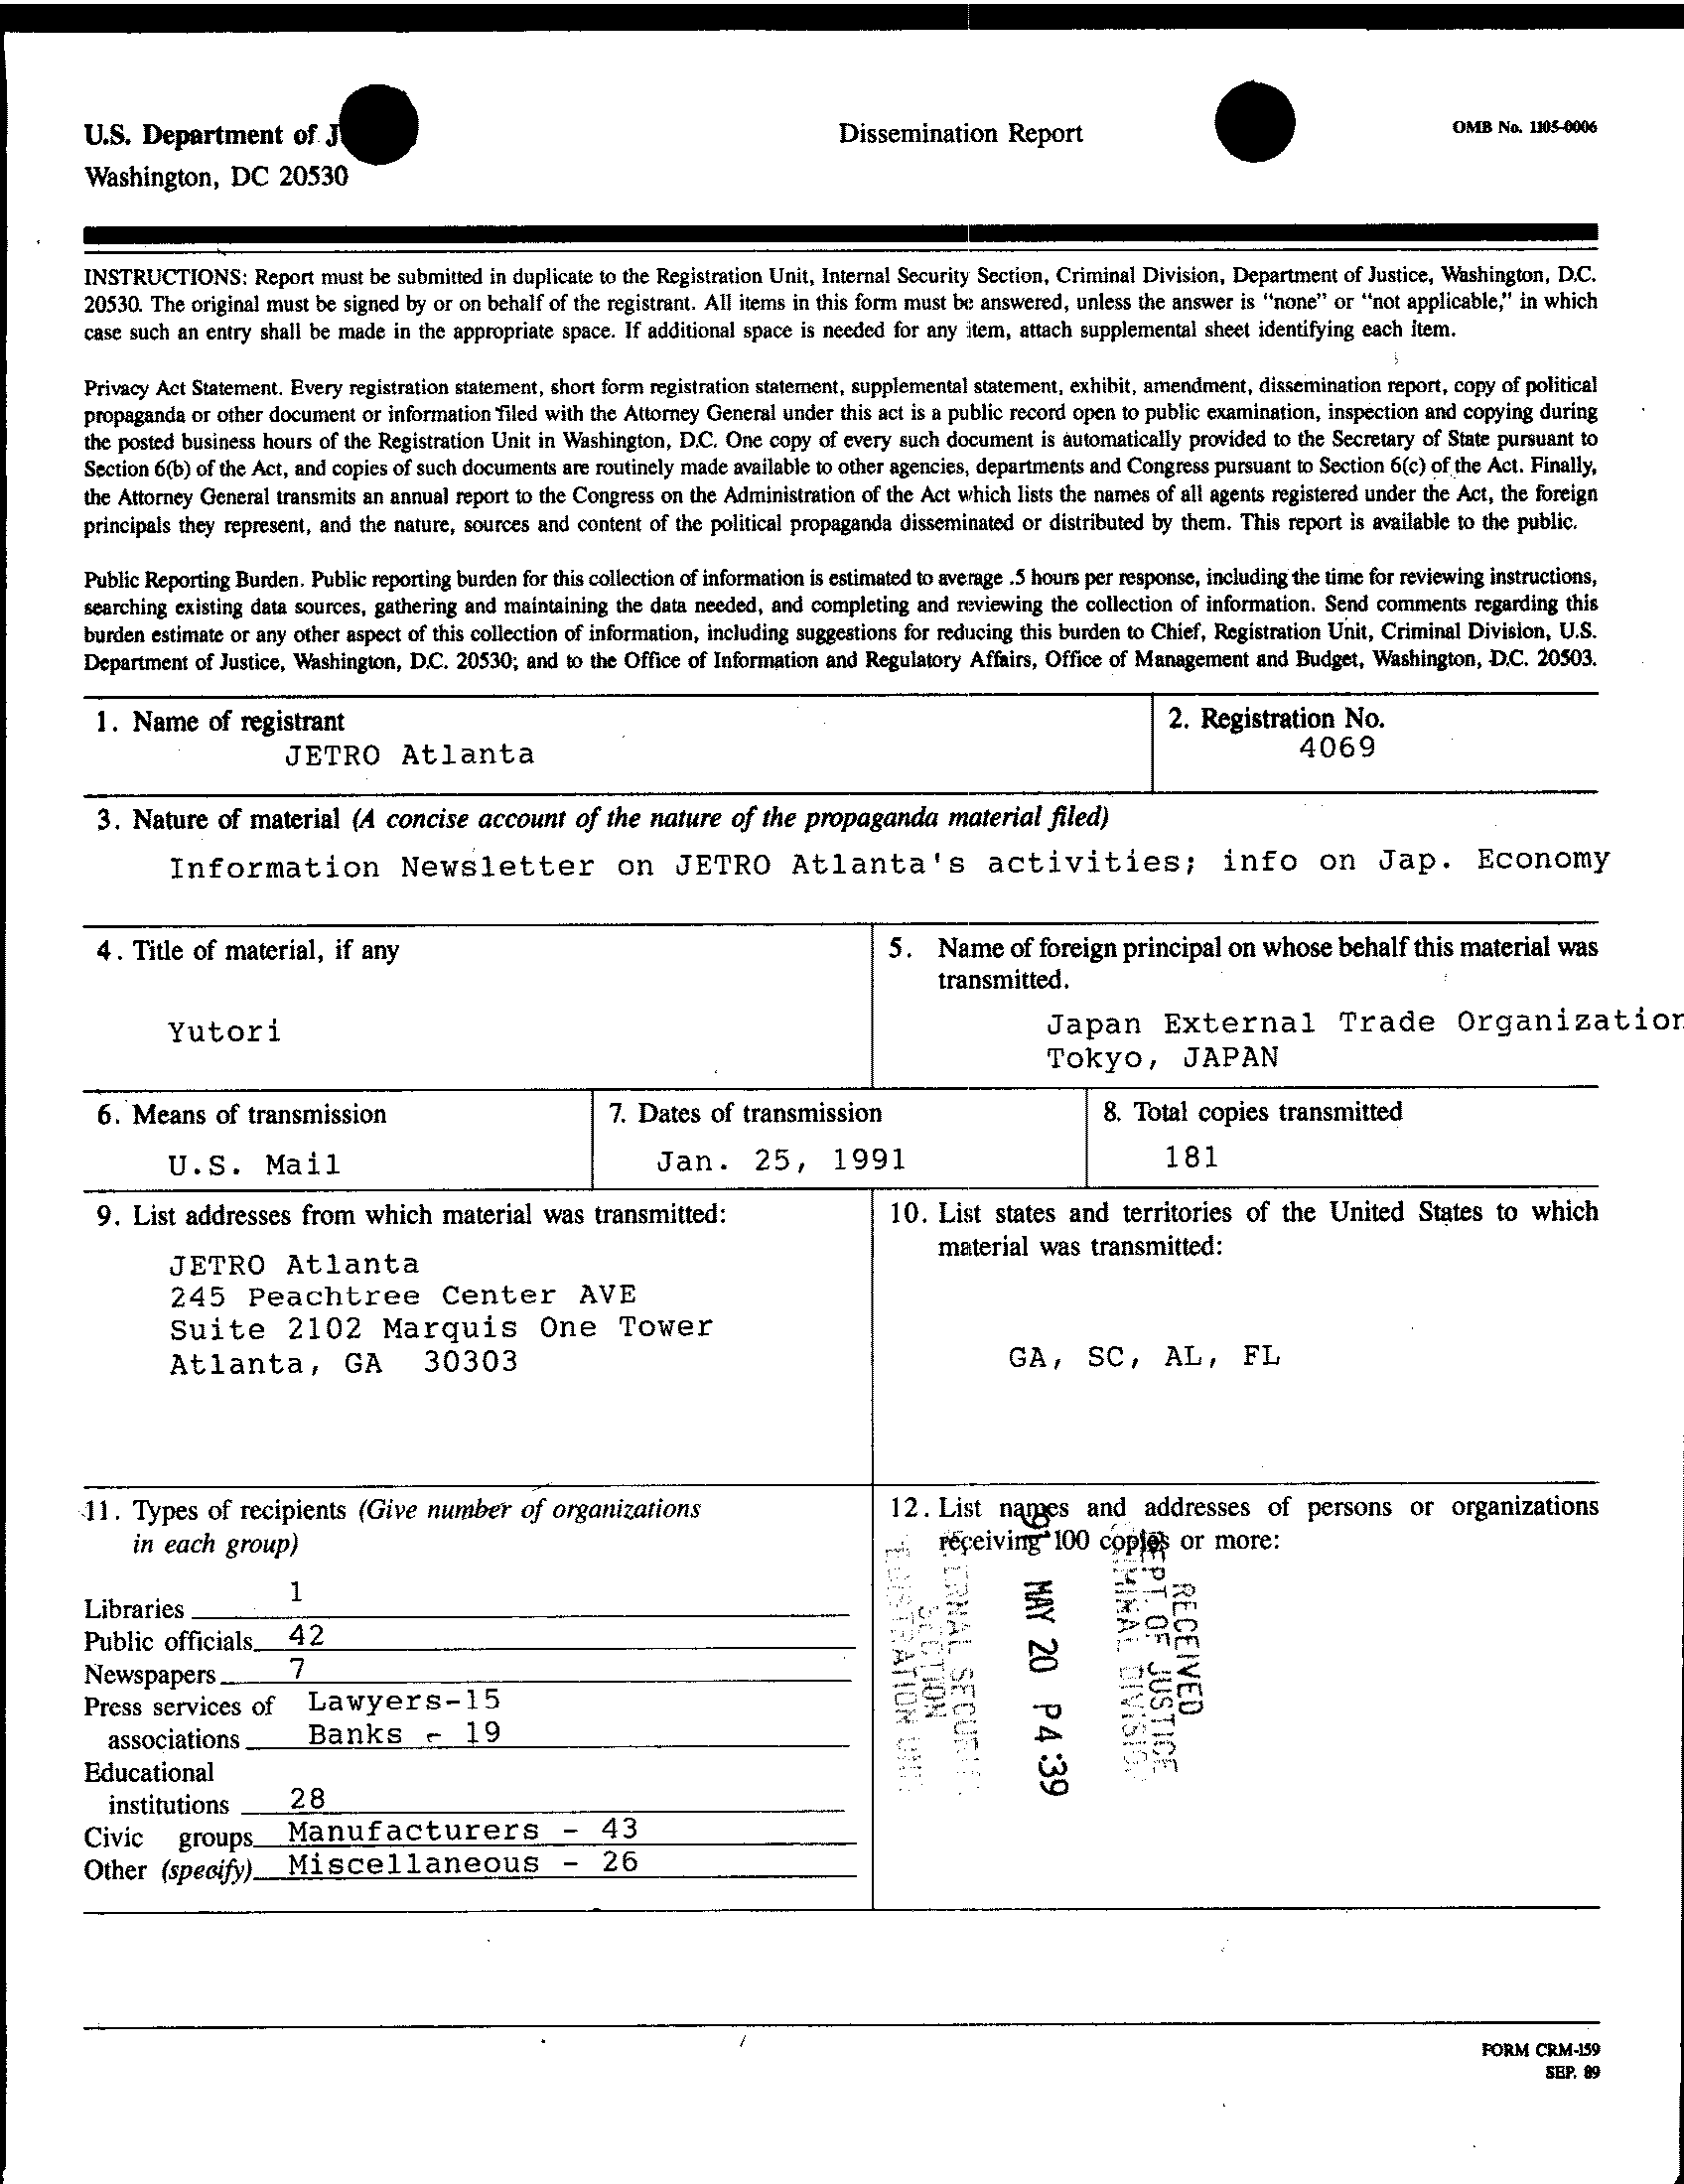 U.S. Department of J
Washington, DC 20530
Dissemination Report
OMB No. 1105-0006
INSTRUCTIONS: Report must be submitted in duplicate to the Registration Unit, Internal Security Section, Criminal Division, Department of Justice, Washington, D.C.
20530. The original must be signed by or on behalf of the registrant. All items in this form must be answered, unless the answer is “none” or “not applicable,” in which
case such an entry shall be made in the appropriate space. If additional space is needed for any item, attach supplemental sheet identifying each item.
Privacy Act Statement. Every registration statement, short form registration statement, supplemental statement, exhibit, amendment, dissemination report, copy of political
propaganda or other document or information filed with the Attorney General under this act is a public record open to public examination, inspection and copying during
the posted business hours of the Registration Unit in Washington, D.C. One copy of every such document is automatically provided to the Secretary of State pursuant to
Section 6(b) of the Act, and copies of such documents are routinely made available to other agencies, departments and Congress pursuant to Section 6(c) of the Act. Finally,
the Attorney General transmits an annual report to the Congress on the Administration of the Act which lists the names of all agents registered under the Act, the foreign
principals they represent, and the nature, sources and content of the political propaganda disseminated or distributed by them. This report is available to the public.
Public Reporting Burden. Public reporting burden for this collection of information is estimated to average .5 hours per response, including the time for reviewing instructions,
searching existing data sources, gathering and maintaining the data needed, and completing and reviewing the collection of information. Send comments regarding this
burden estimate or any other aspect of this collection of information, including suggestions for reducing this burden to Chief, Registration Unit, Criminal Division, U.S.
Department of Justice, Washington, D.C. 20530; and to the Office of Information and Regulatory Affairs, Office of Management and Budget, Washington, D.C. 20503.
1. Name of registrant
JETRO Atlanta
2. Registration No.
4069
3. Nature of material (A concise account of the nature of the propaganda material filed)
Information Newsletter on JETRO Atlanta's activities; info on Jap. Economy
4. Title of material, if any
Yutori
5. Name of foreign principal on whose behalf this material was
transmitted.
Japan External Trade Organization
Tokyo, JAPAN
6. Means of transmission
U.S. Mail
7. Dates of transmission
Jan. 25, 1991
8. Total copies transmitted
181
9. List addresses from which material was transmitted:
JETRO Atlanta
245 Peachtree Center AVE
Suite 2102 Marquis One Tower
Atlanta, GA 30303
10. List states and territories of the United States to which
material was transmitted:
GA, SC, AL, FL
11. Types of recipients (Give number of organizations
in each group)
Libraries 1
Public officials 42
Newspapers 7
Press services of Lawyers-15
associations Banks - 19
Educational
institutions 28
Civic groups Manufacturers - 43
Other (specify) Miscellaneous - 26
12. List names and addresses of persons or organizations
receiving 100 copies or more:
RECEIVED
DEPT. OF JUSTICE
CRIMINAL DIVISION
91 MAY 20 P4:39
INTERNAL SECURITY
SECTION
REGISTRATION UNIT
FORM CRM-159
SEP. 89